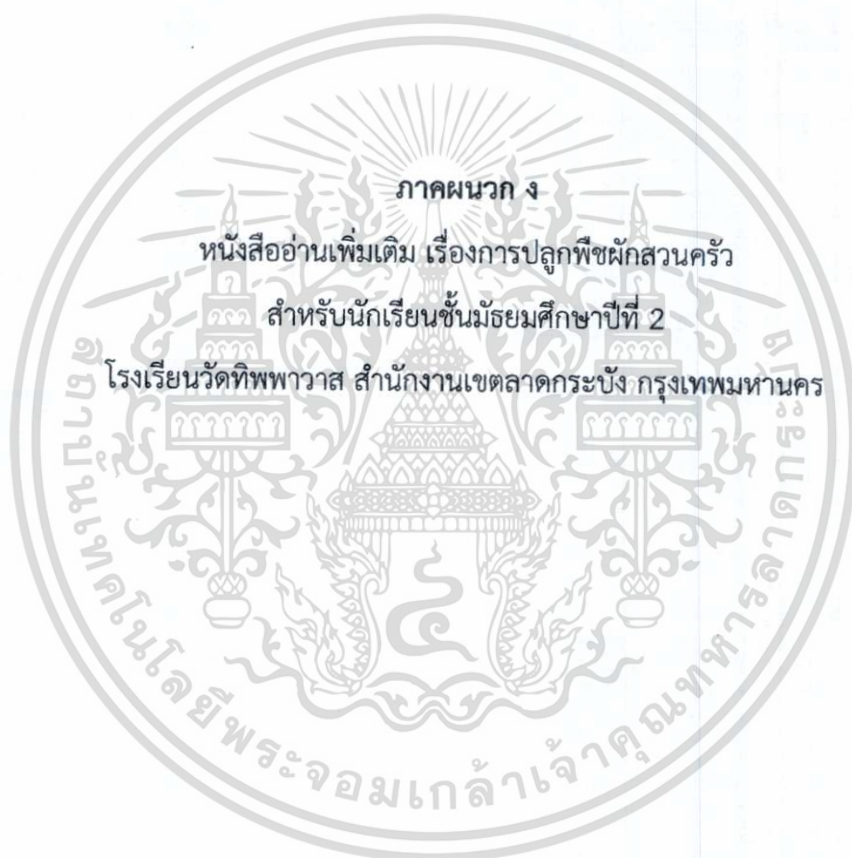 ภาคผนวก ง
หนังสืออ่านเพิ่มเติม เรื่องการปลูกพืชผักสวนครัว
สำหรับนักเรียนชั้นมัธยมศึกษาปีที่ 2
โรงเรียนวัดทิพพาวาส สำนักงานเขตลาดกระบัง กรุงเทพมหานคร
สถาบันเทคโนโลยีพระจอมเกล้าเจ้าคุณทหารลาดกระบัง